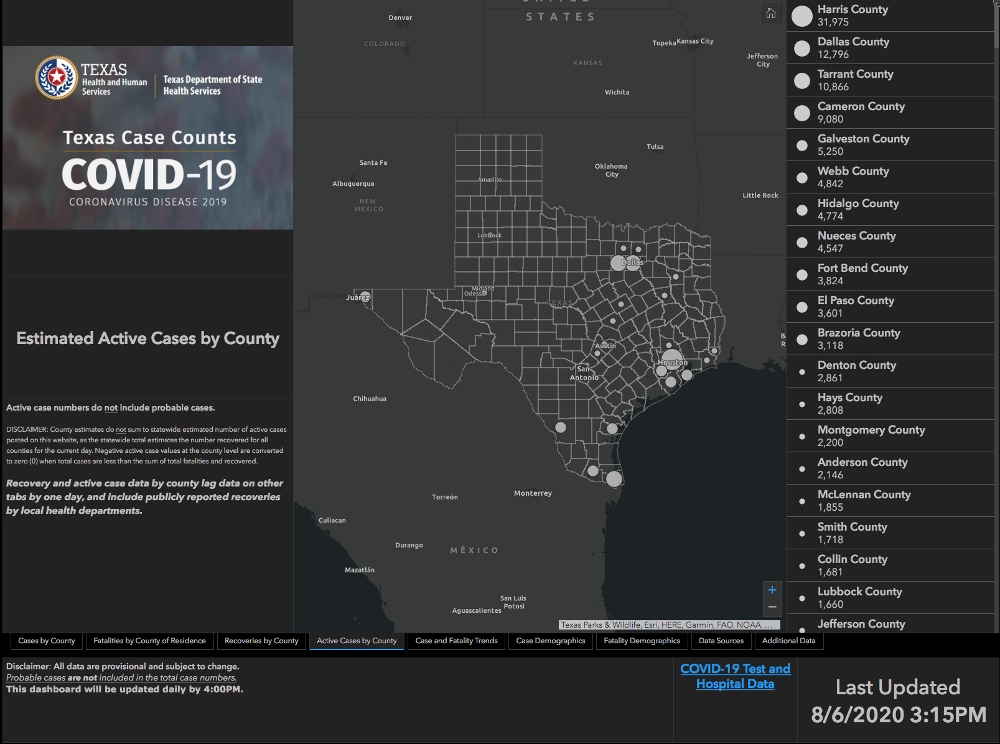 TEXAS
Health and Human
Services
Texas Department of State
Health Services
Texas Case Counts
COVID-19
CORONAVIRUS DISEASE 2019
Estimated Active Cases by County
Active case numbers do not include probable cases.
DISCLAIMER: County estimates do not sum to statewide estimated number of active cases
posted on this website, as the statewide total estimates the number recovered for all
counties for the current day. Negative active case values at the county level are converted
to zero (0) when total cases are less than the sum of total fatalities and recovered.
Recovery and active case data by county lag data on other
tabs by one day, and include publicly reported recoveries
by local health departments.
STATES
Denver
COLORADO
Topeka
Kansas City
KANSAS
Jefferson
City
Wichita
Tulsa
Santa Fe
Oklahoma
City
Albuquerque
Amarillo
Little Rock
NEW
MEXICO
Lubbock
Dallas
Midland
Odessa
Juárez
TEXAS
Austin
Houston
San
Antonio
Chihuahua
Torreón
Monterrey
Culiacan
Durango
MÉXICO
Mazatlán
San Luis
Potosi
Aguascalientes
+
−
Texas Parks & Wildlife, Esri, HERE, Garmin, FAO, NOAA, ...
Harris County
31,975
Dallas County
12,796
Tarrant County
10,866
Cameron County
9,080
Galveston County
5,250
Webb County
4,842
Hidalgo County
4,774
Nueces County
4,547
Fort Bend County
3,824
El Paso County
3,601
Brazoria County
3,118
Denton County
2,861
Hays County
2,808
Montgomery County
2,200
Anderson County
2,146
McLennan County
1,855
Smith County
1,718
Collin County
1,681
Lubbock County
1,660
Jefferson County
Cases by County
Fatalities by County of Residence
Recoveries by County
Active Cases by County
Case and Fatality Trends
Case Demographics
Fatality Demographics
Data Sources
Additional Data
Disclaimer: All data are provisional and subject to change.
Probable cases are not included in the total case numbers.
This dashboard will be updated daily by 4:00PM.
COVID-19 Test and
Hospital Data
Last Updated
8/6/2020 3:15PM